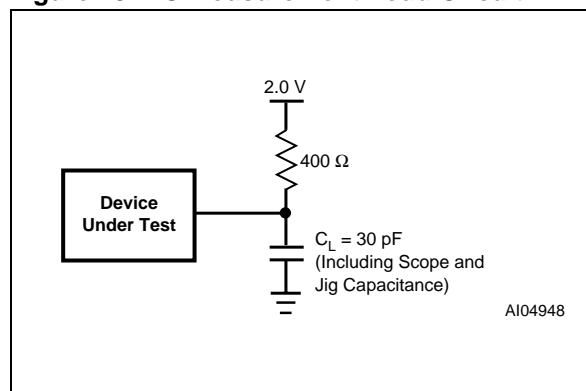 2.0 V
400 Ω
Device
Under Test
C_L = 30 pF
(Including Scope and
Jig Capacitance)
AI04948